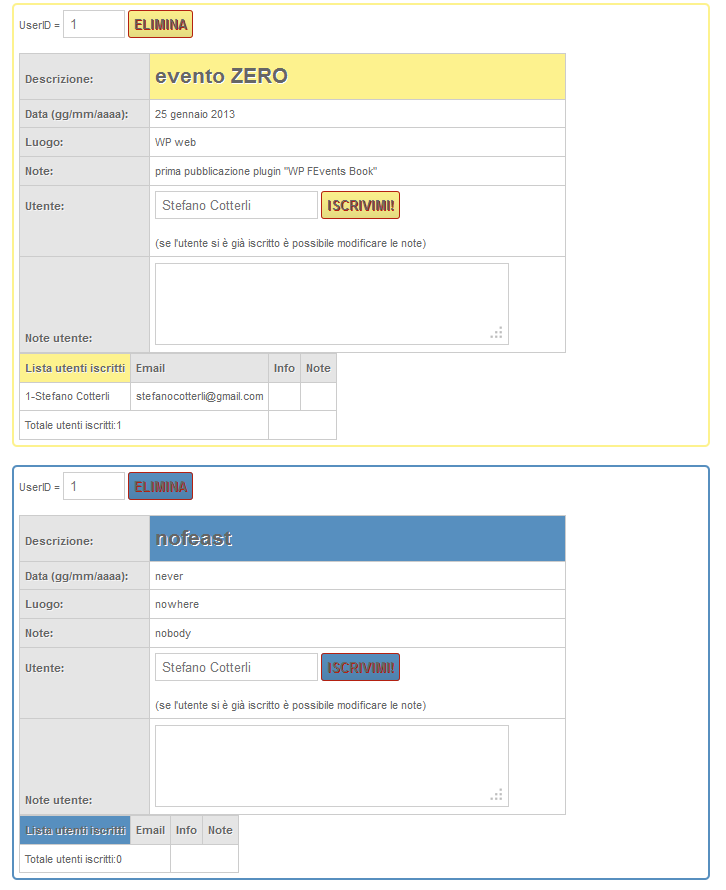 UserID = 1 ELIMINA
Descrizione: evento ZERO
Data (gg/mm/aaaa): 25 gennaio 2013
Luogo: WP web
Note: prima pubblicazione plugin "WP FEvents Book"
Utente: Stefano Cotterli ISCRIVIMI!
(se l'utente si è già iscritto è possibile modificare le note)
Note utente:
Lista utenti iscritti Email Info Note
1-Stefano Cotterli stefanocotterli@gmail.com
Totale utenti iscritti:1
UserID = 1 ELIMINA
Descrizione: nofeast
Data (gg/mm/aaaa): never
Luogo: nowhere
Note: nobody
Utente: Stefano Cotterli ISCRIVIMI!
(se l'utente si è già iscritto è possibile modificare le note)
Note utente:
Lista utenti iscritti Email Info Note
Totale utenti iscritti:0